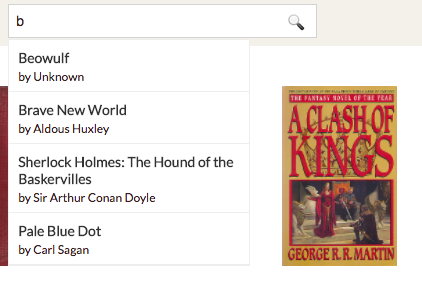 b
Beowulf
by Unknown
Brave New World
by Aldous Huxley
Sherlock Holmes: The Hound of the
Baskervilles
by Sir Arthur Conan Doyle
Pale Blue Dot
by Carl Sagan
THE FANTASY NOVEL OF THE YEAR
A CLASH OF
KINGS
GEORGE R. R. MARTIN